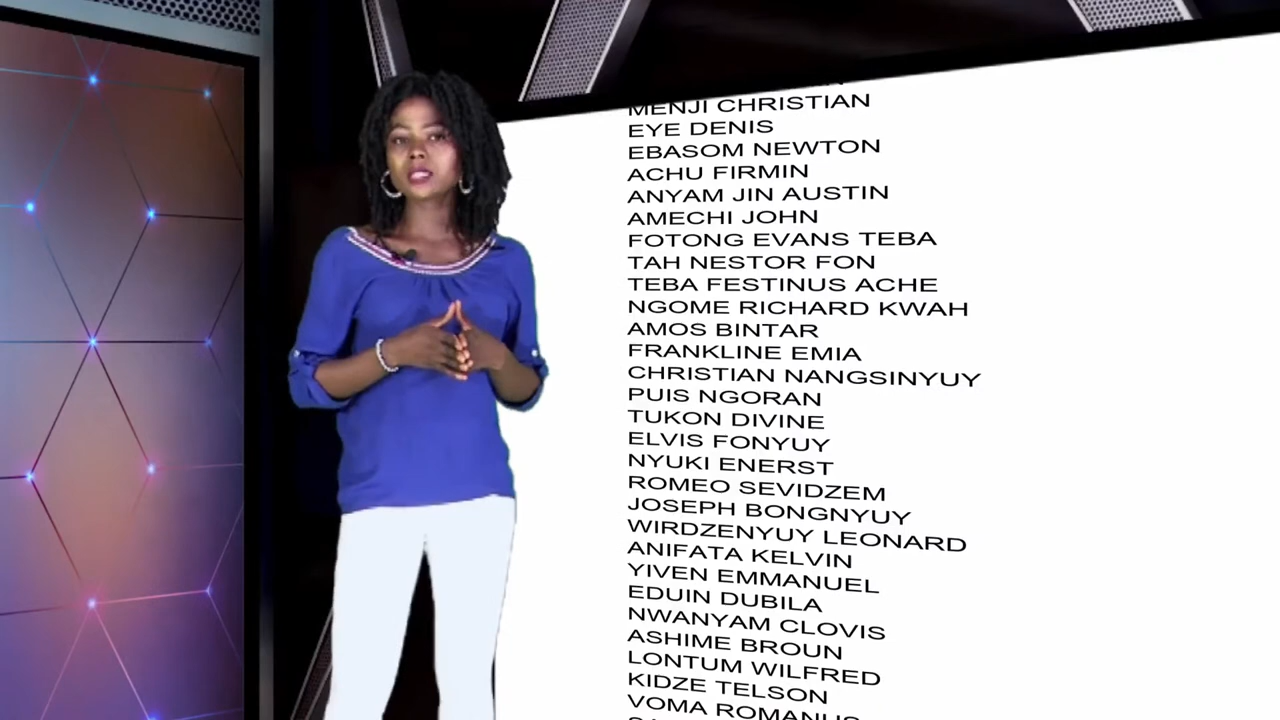 MENJI CHRISTIAN
EYE DENIS
EBASOM NEWTON
ACHU FIRMIN
ANYAM JIN AUSTIN
AMECHI JOHN
FOTONG EVANS TEBA
TAH NESTOR FON
TEBA FESTINUS ACHE
NGOME RICHARD KWAH
AMOS BINTAR
FRANKLINE EMIA
CHRISTIAN NANGSINYUY
PUIS NGORAN
TUKON DIVINE
ELVIS FONYUY
NYUKI ENERST
ROMEO SEVIDZEM
JOSEPH BONGNYUY
WIRDZENYUY LEONARD
ANIFATA KELVIN
YIVEN EMMANUEL
EDUIN DUBILA
NWANYAM CLOVIS
ASHIME BROUN
LONTUM WILFRED
KIDZE TELSON
VOMA ROMANUS